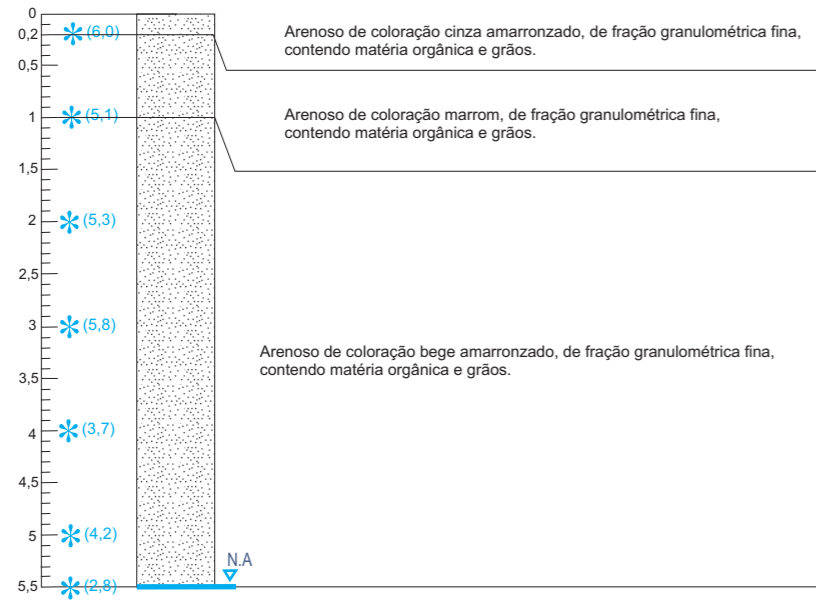 0
0,2 (6,0)
Arenoso de coloração cinza amarronzado, de fração granulométrica fina,
contendo matéria orgânica e grãos.
0,5
1 (5,1)
Arenoso de coloração marrom, de fração granulométrica fina,
contendo matéria orgânica e grãos.
1,5
2 (5,3)
2,5
3 (5,8)
Arenoso de coloração bege amarronzado, de fração granulométrica fina,
contendo matéria orgânica e grãos.
3,5
4 (3,7)
4,5
5 (4,2)
N.A
5,5 (2,8)